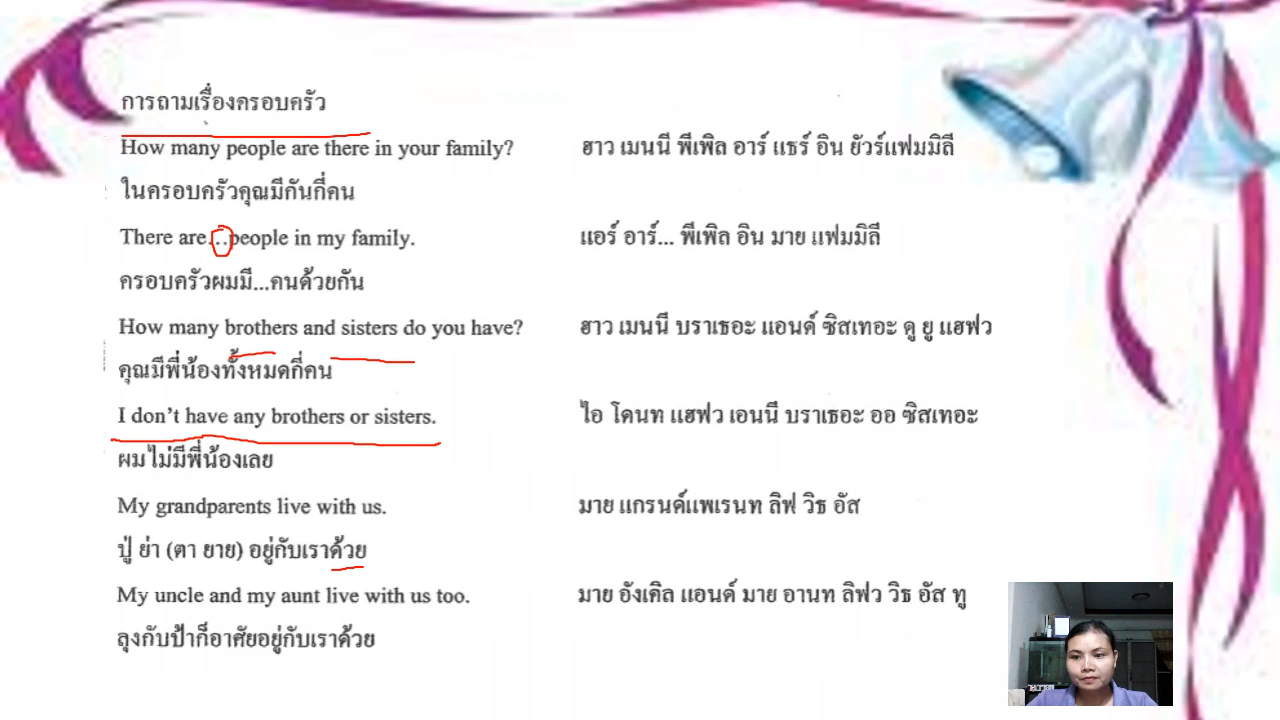 การถามเรื่องครอบครัว
How many people are there in your family? ฮาว เมนนี พีเพิล อาร์ แธร์ อิน ยัวร์แฟมมิลี
ในครอบครัวคุณมีกันกี่คน
There are...people in my family. แอร์ อาร์... พีเพิล อิน มาย แฟมมิลี
ครอบครัวผมมี...คนด้วยกัน
How many brothers and sisters do you have? ฮาว เมนนี บราเธอะ แอนด์ ซิสเทอะ ดู ยู แฮฟว
คุณมีพี่น้องทั้งหมดกี่คน
I don't have any brothers or sisters. ไอ โดนท แฮฟว เอนนี บราเธอะ ออ ซิสเทอะ
ผมไม่มีพี่น้องเลย
My grandparents live with us. มาย แกรนด์แพเรนท ลิฟ วิธ อัส
ปู่ ย่า (ตา ยาย) อยู่กับเราด้วย
My uncle and my aunt live with us too. มาย อังเคิล แอนด์ มาย อานท ลิฟว วิธ อัส ทู
ลุงกับป้าก็อาศัยอยู่กับเราด้วย